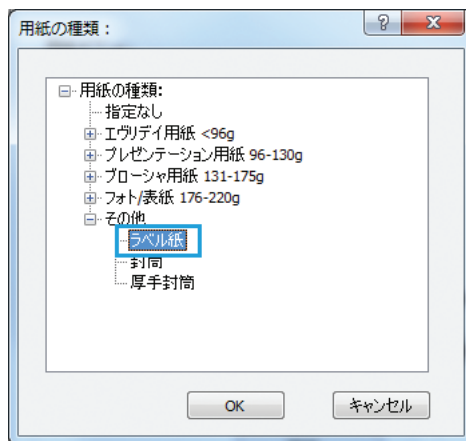 用紙の種類：
用紙の種類:
指定なし
エヴリデイ用紙 <96g
プレゼンテーション用紙 96-130g
ブローシャ用紙 131-175g
フォト/表紙 176-220g
その他
ラベル紙
封筒
厚手封筒
OK
キャンセル